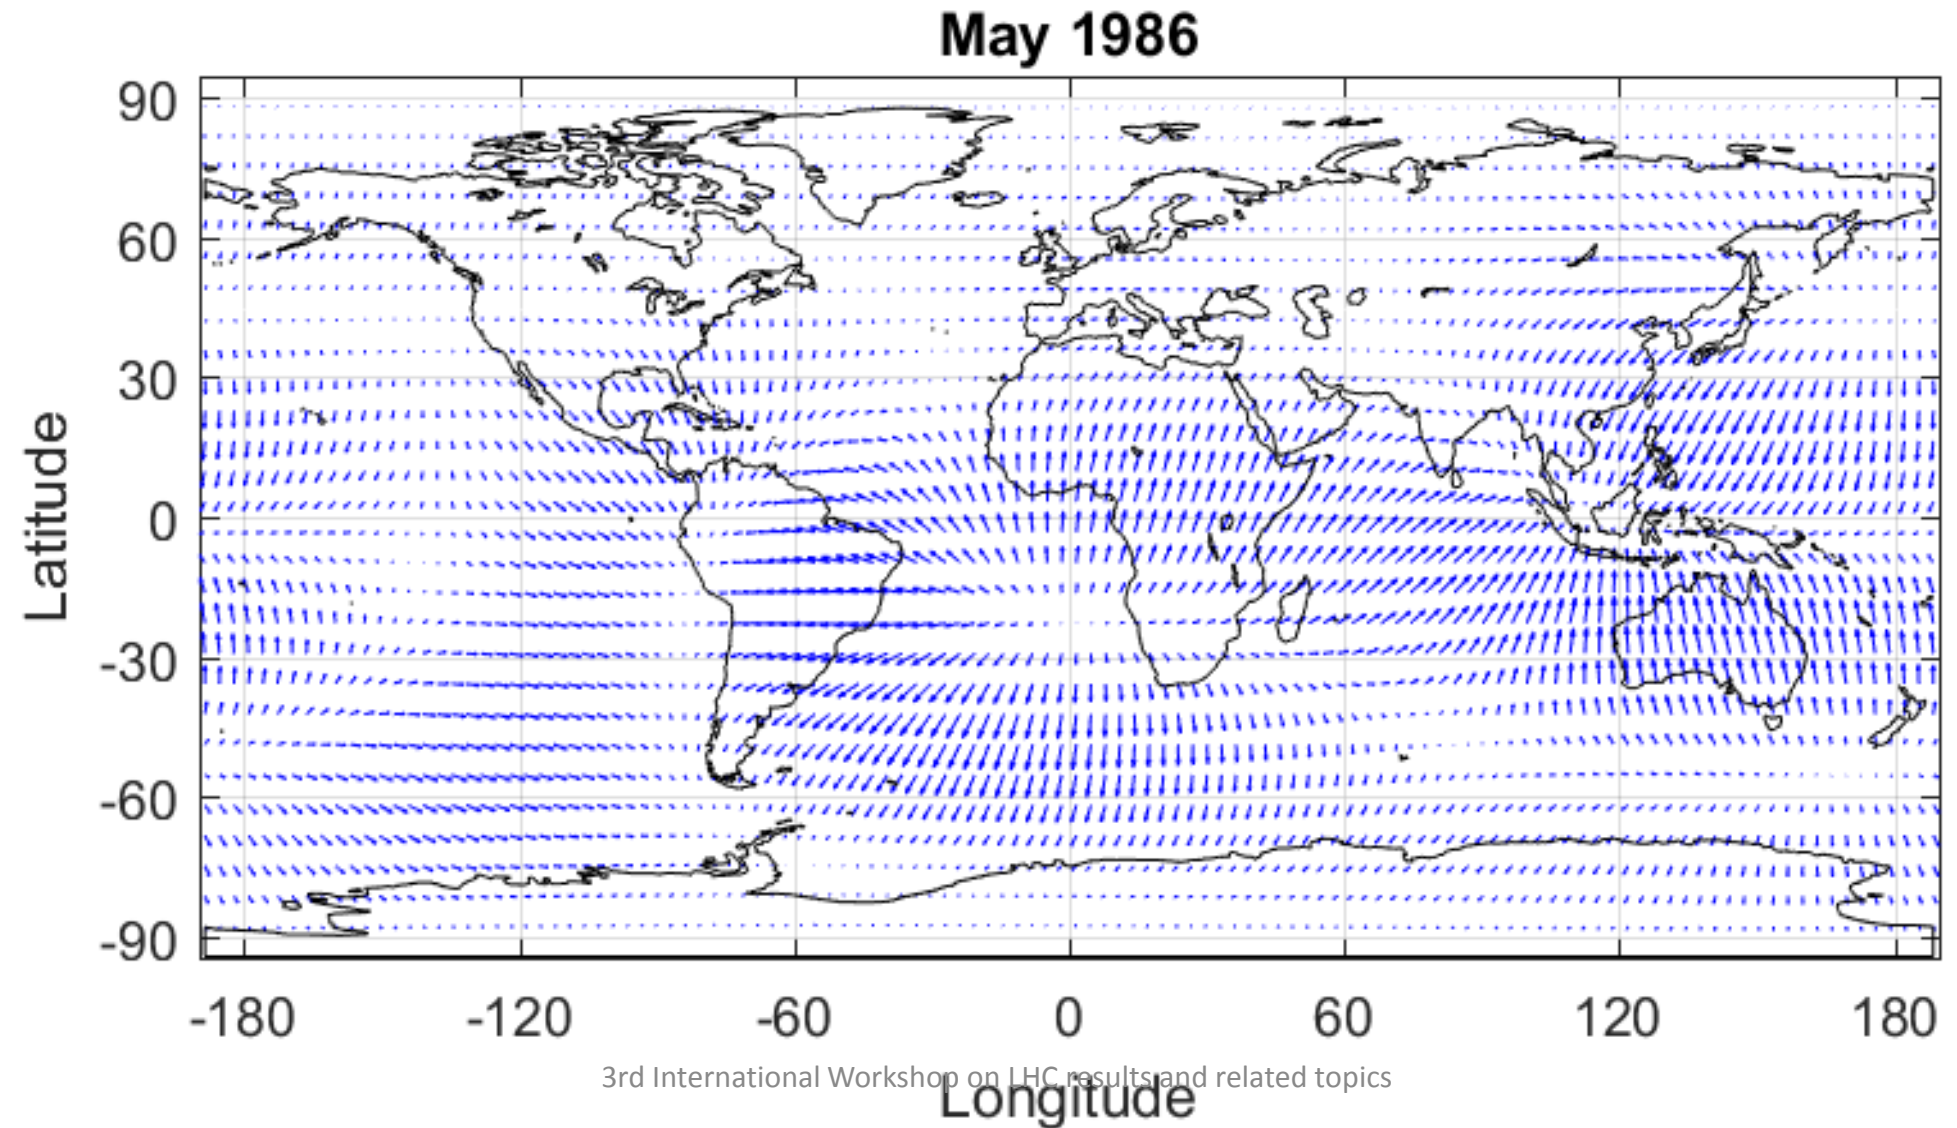 May 1986
90
60
30
0
-30
-60
-90
Latitude
-180 -120 -60 0 60 120 180
3rd International Workshop on LHC results and related topics
Longitude